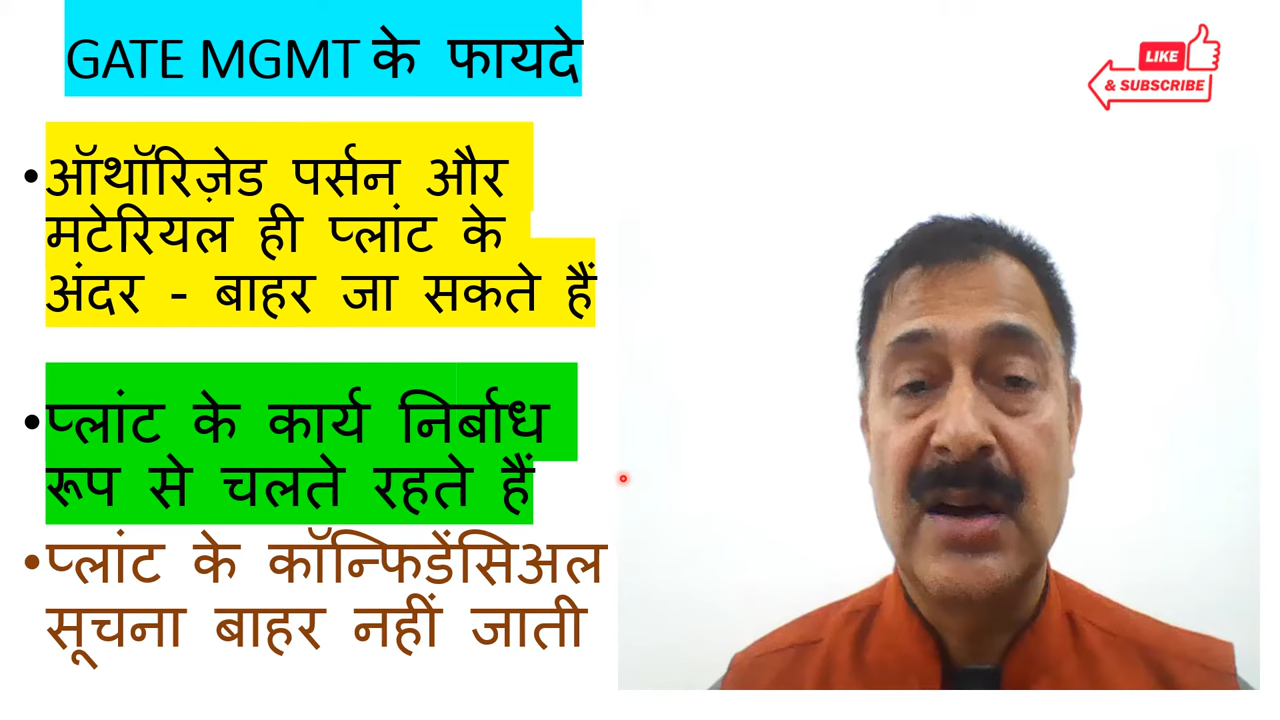 GATE MGMT के फायदे
•ऑथॉरिज़ेड पर्सन और
मटेरियल ही प्लांट के
अंदर - बाहर जा सकते हैं
•प्लांट के कार्य निर्बाध
रूप से चलते रहते हैं
•प्लांट के कॉन्फिडेंसिअल
सूचना बाहर नहीं जाती
LIKE
& SUBSCRIBE